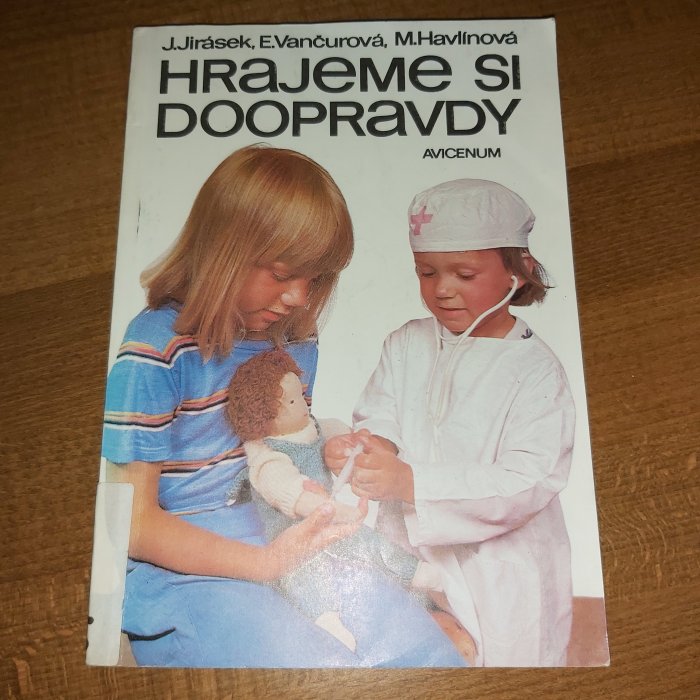 J.Jirásek, E.Vančurová, M.Havlínová
HRaJeMe SI
DOOPRaVDY
AVICENUM